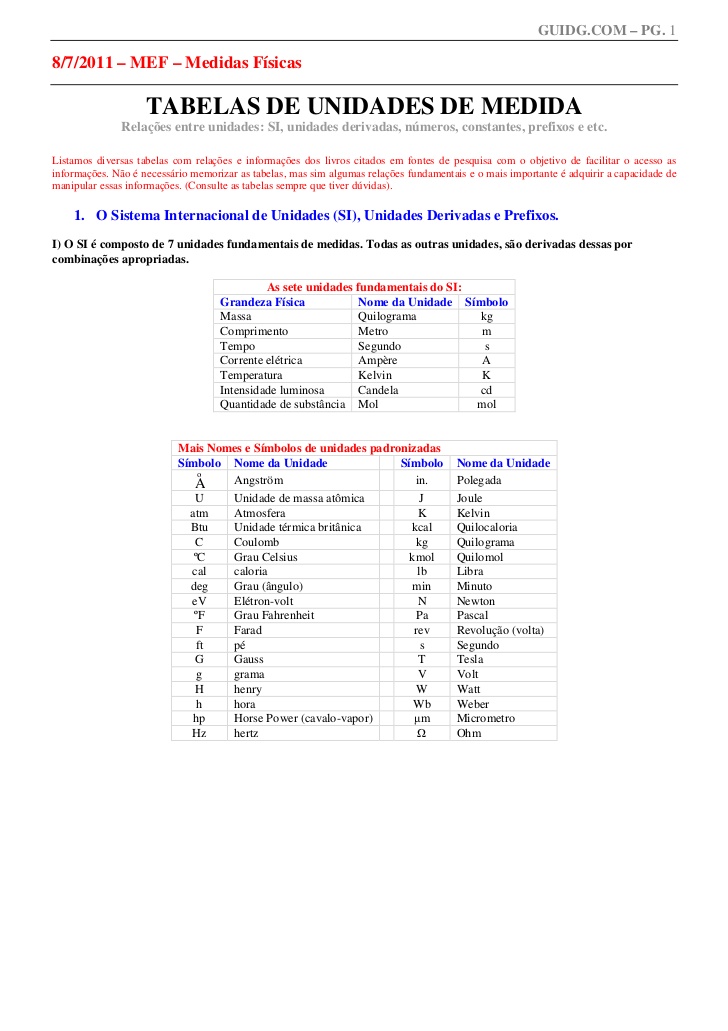 GUIDG.COM – PG. 1
8/7/2011 – MEF – Medidas Físicas
TABELAS DE UNIDADES DE MEDIDA
Relações entre unidades: SI, unidades derivadas, números, constantes, prefixos e etc.
Listamos diversas tabelas com relações e informações dos livros citados em fontes de pesquisa com o objetivo de facilitar o acesso as
informações. Não é necessário memorizar as tabelas, mas sim algumas relações fundamentais e o mais importante é adquirir a capacidade de
manipular essas informações. (Consulte as tabelas sempre que tiver dúvidas).
1. O Sistema Internacional de Unidades (SI), Unidades Derivadas e Prefixos.
I) O SI é composto de 7 unidades fundamentais de medidas. Todas as outras unidades, são derivadas dessas por
combinações apropriadas.
As sete unidades fundamentais do SI:
Grandeza Física Nome da Unidade Símbolo
Massa Quilograma kg
Comprimento Metro m
Tempo Segundo s
Corrente elétrica Ampère A
Temperatura Kelvin K
Intensidade luminosa Candela cd
Quantidade de substância Mol mol
Mais Nomes e Símbolos de unidades padronizadas
Símbolo Nome da Unidade Símbolo Nome da Unidade
Å Angström in. Polegada
U Unidade de massa atômica J Joule
atm Atmosfera K Kelvin
Btu Unidade térmica britânica kcal Quilocaloria
C Coulomb kg Quilograma
ºC Grau Celsius kmol Quilomol
cal caloria lb Libra
deg Grau (ângulo) min Minuto
eV Elétron-volt N Newton
ºF Grau Fahrenheit Pa Pascal
F Farad rev Revolução (volta)
ft pé s Segundo
G Gauss T Tesla
g grama V Volt
H henry W Watt
h hora Wb Weber
hp Horse Power (cavalo-vapor) µm Micrometro
Hz hertz Ω Ohm